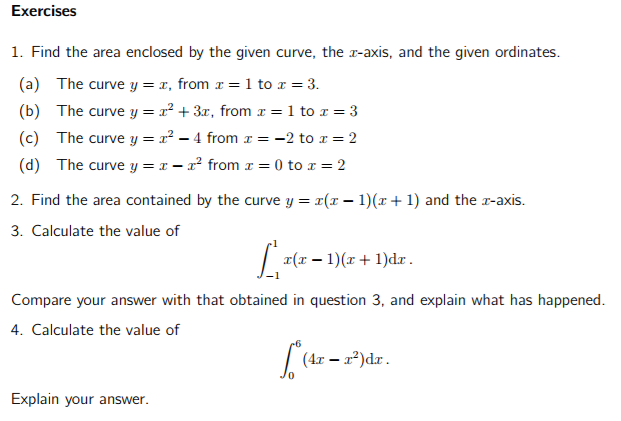 Exercises
1. Find the area enclosed by the given curve, the x-axis, and the given ordinates.
(a) The curve y = x, from x = 1 to x = 3.
(b) The curve y = x² + 3x, from x = 1 to x = 3
(c) The curve y = x² − 4 from x = −2 to x = 2
(d) The curve y = x − x² from x = 0 to x = 2
2. Find the area contained by the curve y = x(x − 1)(x + 1) and the x-axis.
3. Calculate the value of
∫₋₁¹ x(x − 1)(x + 1)dx .
Compare your answer with that obtained in question 3, and explain what has happened.
4. Calculate the value of
∫₀⁶ (4x − x²)dx .
Explain your answer.